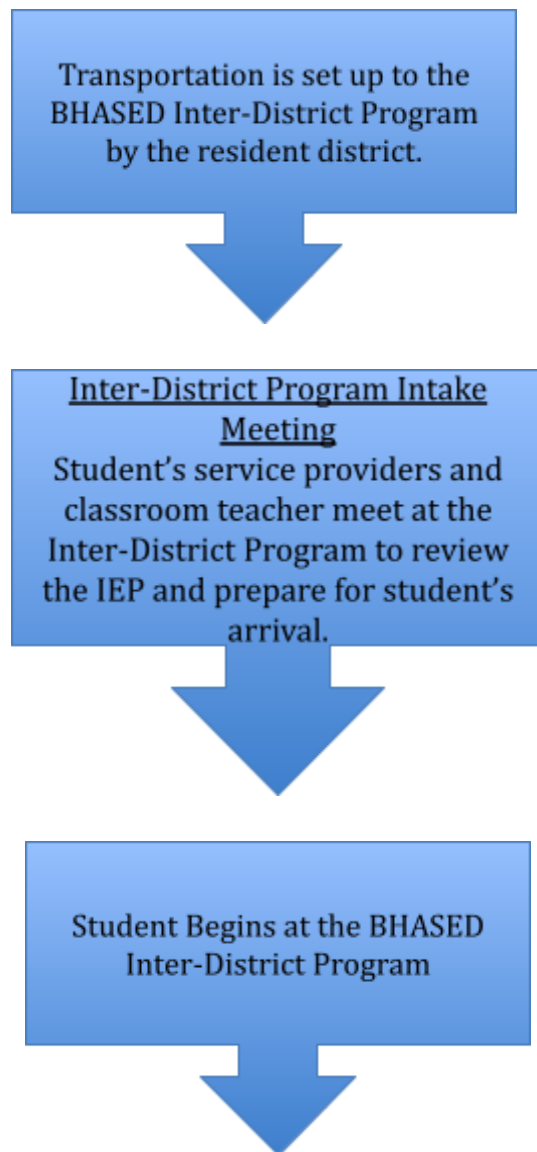 Transportation is set up to the
BHASED Inter-District Program
by the resident district.
Inter-District Program Intake
Meeting
Student’s service providers and
classroom teacher meet at the
Inter-District Program to review
the IEP and prepare for student’s
arrival.
Student Begins at the BHASED
Inter-District Program